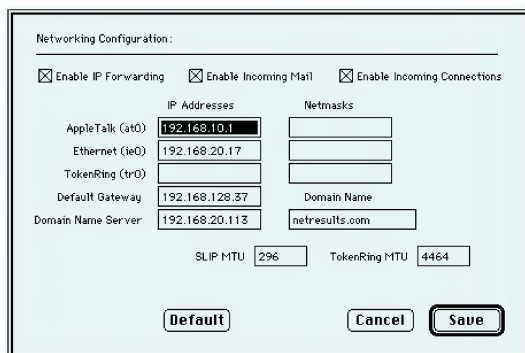 Networking Configuration:
Enable IP Forwarding Enable Incoming Mail Enable Incoming Connections
IP Addresses Netmasks
AppleTalk (at0) 192.168.10.1
Ethernet (ie0) 192.168.20.17
TokenRing (tr0)
Default Gateway 192.168.128.37 Domain Name
Domain Name Server 192.168.20.113 netresults.com
SLIP MTU 296 TokenRing MTU 4464
Default Cancel Save